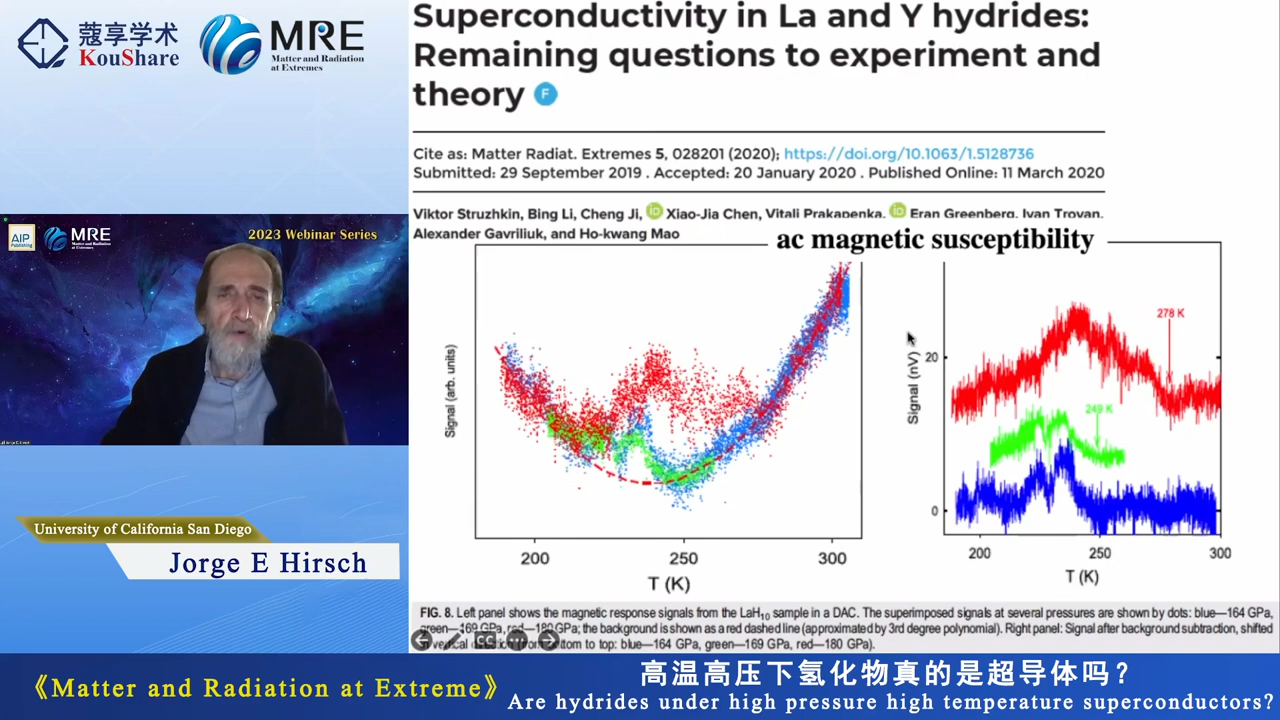 蔻享学术
KouShare
MRE
Matter and Radiation
at Extremes
AIP
Publishing
MRE
Matter and Radiation
at Extremes
2023 Webinar Series
University of California San Diego
Jorge E Hirsch
Superconductivity in La and Y hydrides:
Remaining questions to experiment and
theory F
Cite as: Matter Radiat. Extremes 5, 028201 (2020); https://doi.org/10.1063/1.5128736
Submitted: 29 September 2019 . Accepted: 20 January 2020 . Published Online: 11 March 2020
Viktor Struzhkin, Bing Li, Cheng Ji, iD Xiao-Jia Chen, Vitali Prakapenka, iD Eran Greenberg, Ivan Troyan,
Alexander Gavriliuk, and Ho-kwang Mao
ac magnetic susceptibility
Signal (arb. units)
200 250 300
T (K)
Signal (nV)
20
0
278 K
249 K
200 250 300
T (K)
FIG. 8. Left panel shows the magnetic response signals from the LaH10 sample in a DAC. The superimposed signals at several pressures are shown by dots: blue—164 GPa,
green—169 GPa, red—180 GPa; the background is shown as a red dashed line (approximated by 3rd degree polynomial). Right panel: Signal after background subtraction, shifted
in vertical direction (from bottom to top: blue—164 GPa, green—169 GPa, red—180 GPa).
《Matter and Radiation at Extreme》
高温高压下氢化物真的是超导体吗？
Are hydrides under high pressure high temperature superconductors?